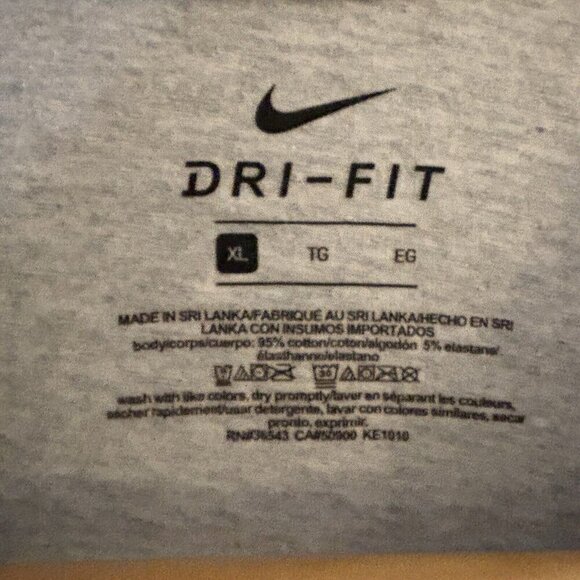 DRI-FIT
XL TG EG
MADE IN SRI LANKA/FABRIQUÉ AU SRI LANKA/HECHO EN SRI
LANKA CON INSUMOS IMPORTADOS
body/corps/cuerpo: 95% cotton/coton/algodón 5% elastane/
élasthanne/elastano
wash with like colors, dry promptly/laver en séparant les couleurs,
sécher rapidement/usar detergente, lavar con colores similares, secar
pronto, exprimir.
RN#36543 CA#50900 KE1010